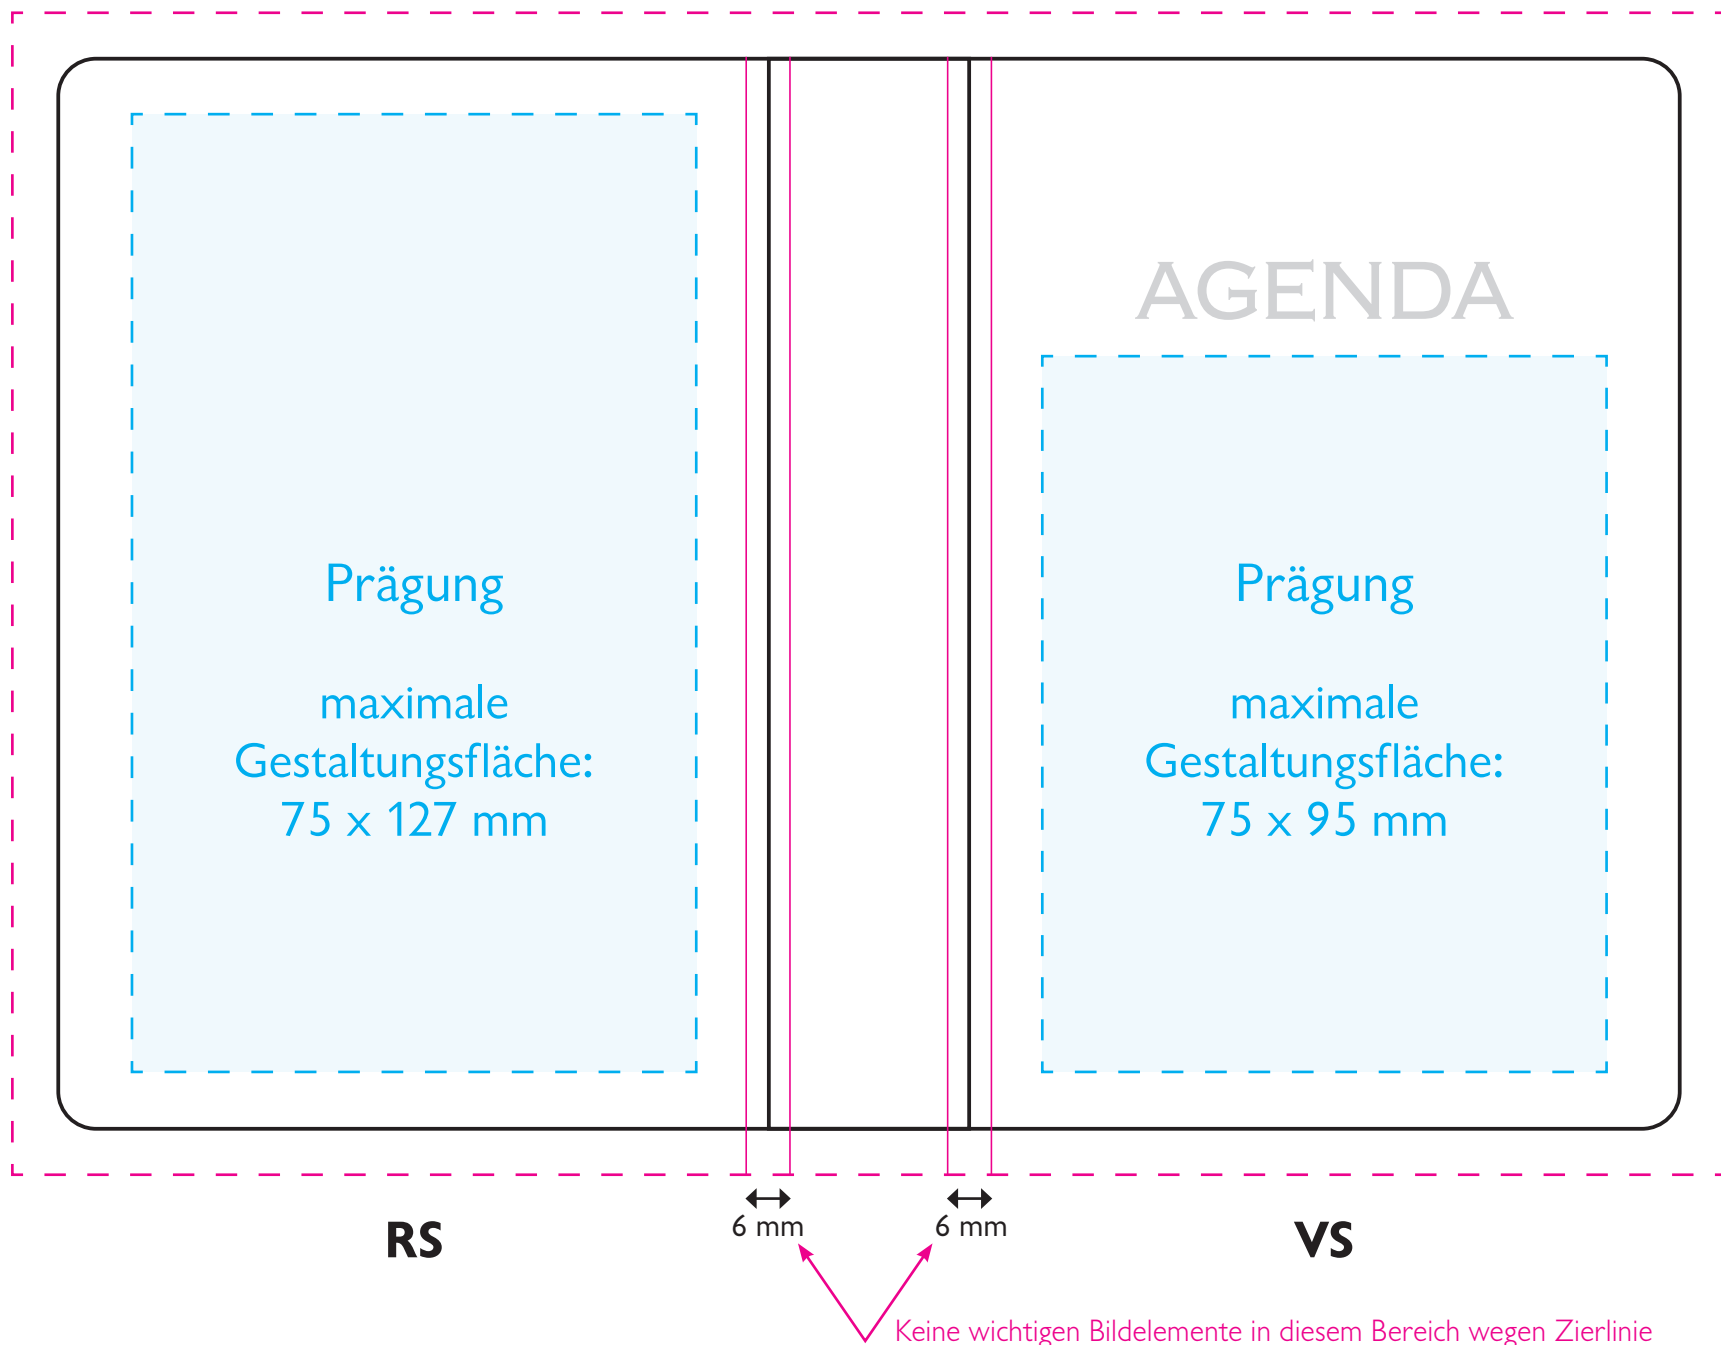 AGENDA
Prägung
maximale
Gestaltungsfläche:
75 x 127 mm
Prägung
maximale
Gestaltungsfläche:
75 x 95 mm
6 mm
6 mm
RS
VS
Keine wichtigen Bildelemente in diesem Bereich wegen Zierlinie